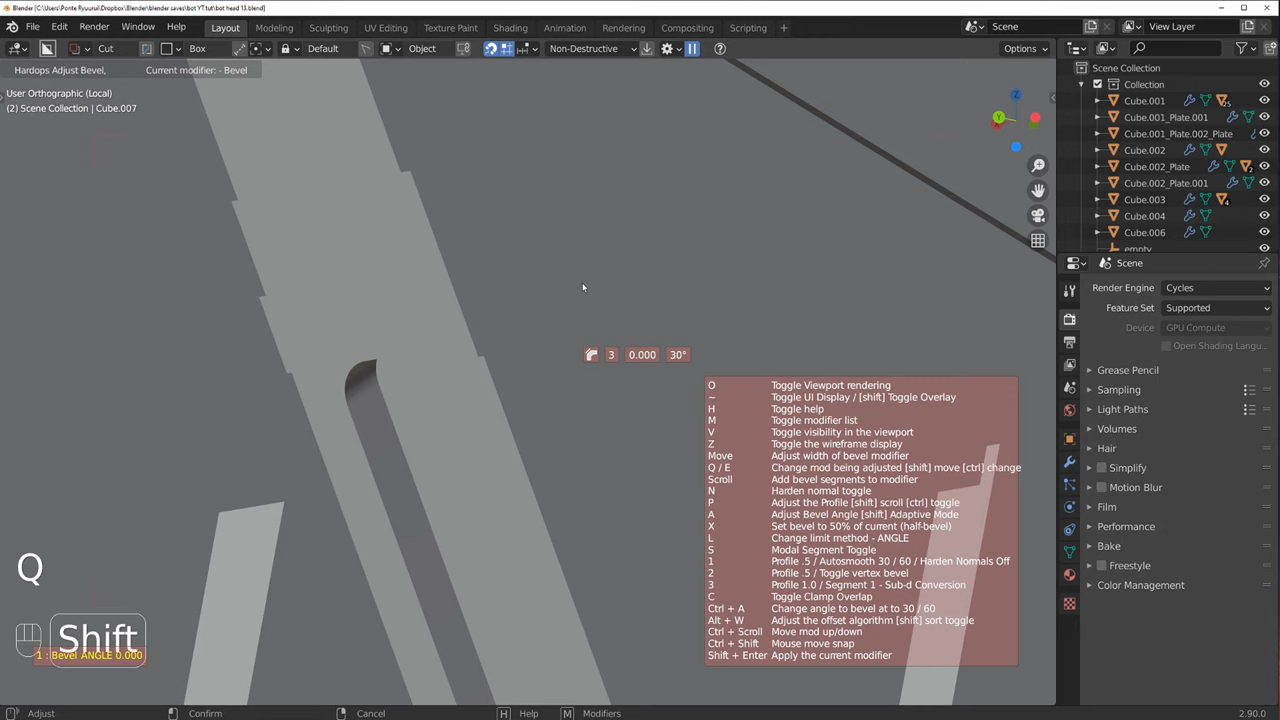 Blender [C:\Users\Ponte Ryuurui\Dropbox\blender saves\bot YT tut\bot head 13.blend]
File Edit Render Window Help Layout Modeling Sculpting UV Editing Texture Paint Shading Animation Rendering Compositing Scripting + Scene View Layer
Cut Box Default Object Non-Destructive Options
Hardops Adjust Bevel, Current modifier: - Bevel
User Orthographic (Local)
(2) Scene Collection | Cube.007
Z
Y
3 0.000 30°
O Toggle Viewport rendering
~ Toggle UI Display / [shift] Toggle Overlay
H Toggle help
M Toggle modifier list
V Toggle visibility in the viewport
Z Toggle the wireframe display
Move Adjust width of bevel modifier
Q / E Change mod being adjusted [shift] move [ctrl] change
Scroll Add bevel segments to modifier
N Harden normal toggle
P Adjust the Profile [shift] scroll [ctrl] toggle
A Adjust Bevel Angle [shift] Adaptive Mode
X Set bevel to 50% of current (half-bevel)
L Change limit method - ANGLE
S Modal Segment Toggle
1 Profile .5 / Autosmooth 30 / 60 / Harden Normals Off
2 Profile .5 / Toggle vertex bevel
3 Profile 1.0 / Segment 1 - Sub-d Conversion
C Toggle Clamp Overlap
Ctrl + A Change angle to bevel at to 30 / 60
Alt + W Adjust the offset algorithm [shift] sort toggle
Ctrl + Scroll Move mod up/down
Ctrl + Shift Mouse move snap
Shift + Enter Apply the current modifier
Q
Shift
1 : Bevel ANGLE 0.000
Scene Collection
Collection
Cube.001 25
Cube.001_Plate.001
Cube.001_Plate.002_Plate
Cube.002
Cube.002_Plate 2
Cube.002_Plate.001
Cube.003 4
Cube.004
Cube.006
empty
Scene
Render Engine Cycles
Feature Set Supported
Device GPU Compute
Open Shading Langu..
Grease Pencil
Sampling
Light Paths
Volumes
Hair
Simplify
Motion Blur
Film
Performance
Bake
Freestyle
Color Management
Adjust Confirm Cancel H Help M Modifiers 2.90.0